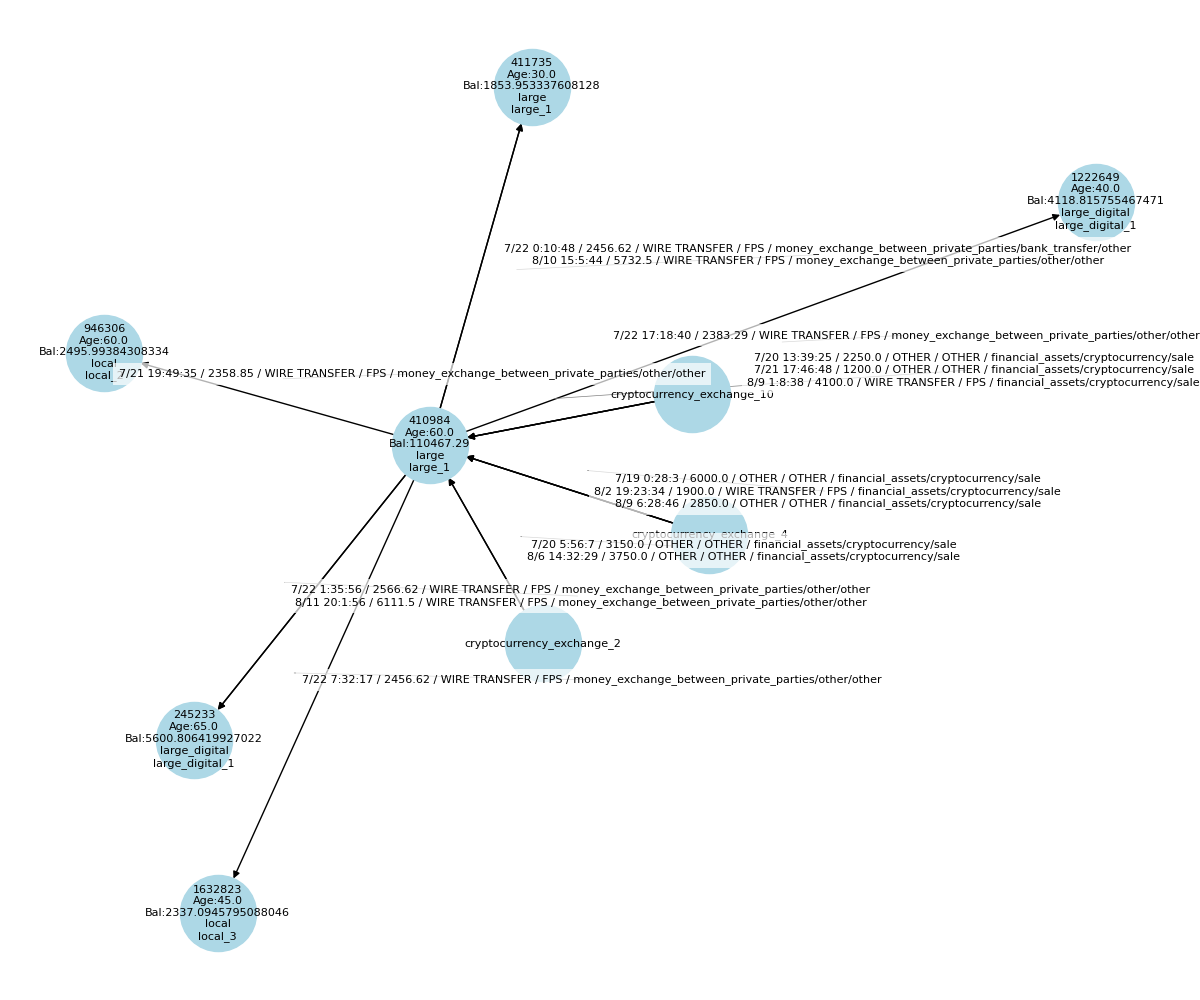 411735
Age:30.0
Bal:1853.953337608128
large
large_1
1222649
Age:40.0
Bal:4118.815755467471
large_digital
large_digital_1
7/22 0:10:48 / 2456.62 / WIRE TRANSFER / FPS / money_exchange_between_private_parties/bank_transfer/other
8/10 15:5:44 / 5732.5 / WIRE TRANSFER / FPS / money_exchange_between_private_parties/other/other
946306
Age:60.0
Bal:2495.99384308334
local
7/22 17:18:40 / 2383.29 / WIRE TRANSFER / FPS / money_exchange_between_private_parties/other/other
7/20 13:39:25 / 2250.0 / OTHER / OTHER / financial_assets/cryptocurrency/sale
7/21 17:46:48 / 1200.0 / OTHER / OTHER / financial_assets/cryptocurrency/sale
8/9 1:8:38 / 4100.0 / WIRE TRANSFER / FPS / financial_assets/cryptocurrency/sale
7/21 19:49:35 / 2358.85 / WIRE TRANSFER / FPS / money_exchange_between_private_parties/other/other
cryptocurrency_exchange_10
410984
Age:60.0
Bal:110467.29
large
large_1
7/19 0:28:3 / 6000.0 / OTHER / OTHER / financial_assets/cryptocurrency/sale
8/2 19:23:34 / 1900.0 / WIRE TRANSFER / FPS / financial_assets/cryptocurrency/sale
8/9 6:28:46 / 2850.0 / OTHER / OTHER / financial_assets/cryptocurrency/sale
cryptocurrency_exchange_4
7/20 5:56:7 / 3150.0 / OTHER / OTHER / financial_assets/cryptocurrency/sale
8/6 14:32:29 / 3750.0 / OTHER / OTHER / financial_assets/cryptocurrency/sale
7/22 1:35:56 / 2566.62 / WIRE TRANSFER / FPS / money_exchange_between_private_parties/other/other
8/11 20:1:56 / 6111.5 / WIRE TRANSFER / FPS / money_exchange_between_private_parties/other/other
cryptocurrency_exchange_2
7/22 7:32:17 / 2456.62 / WIRE TRANSFER / FPS / money_exchange_between_private_parties/other/other
245233
Age:65.0
Bal:5600.806419927022
large_digital
large_digital_1
1632823
Age:45.0
Bal:2337.0945795088046
local
local_3